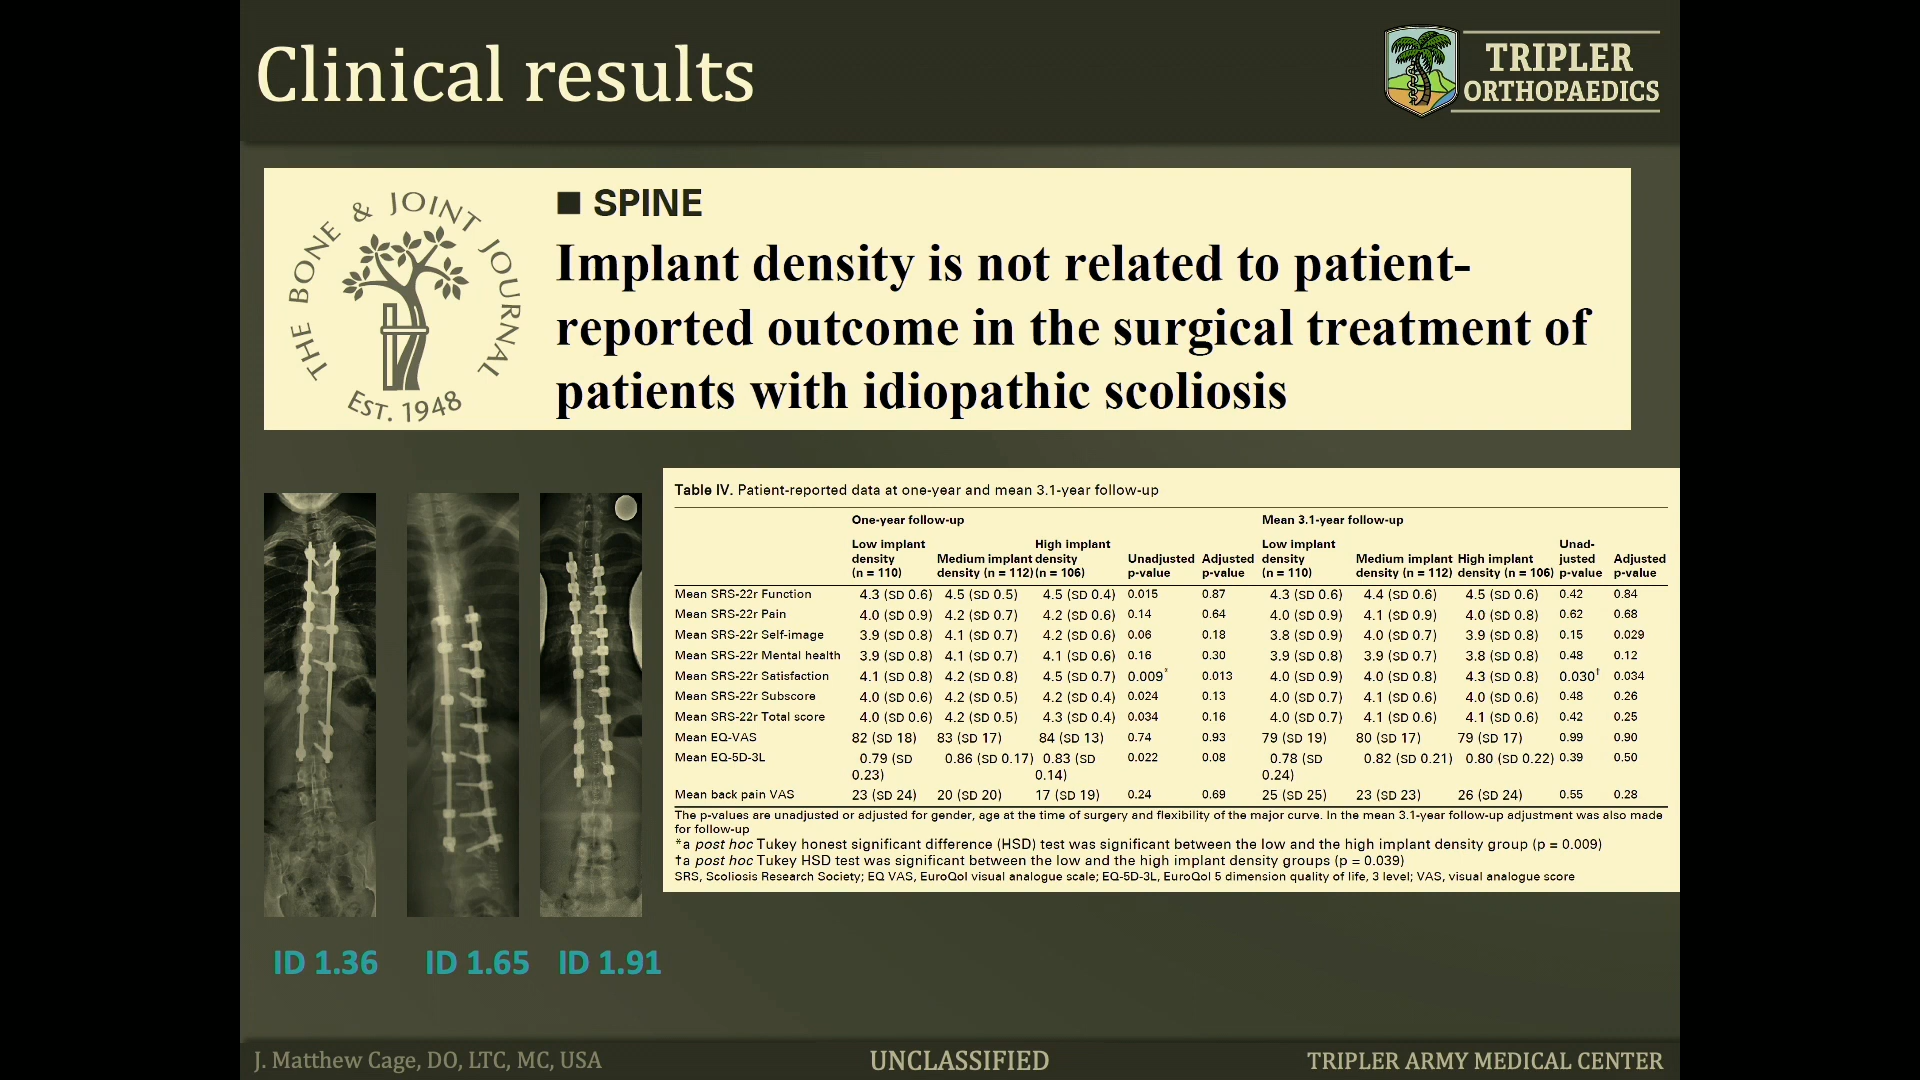 Clinical results
TRIPLER
ORTHOPAEDICS
THE BONE & JOINT JOURNAL
EST. 1948
■ SPINE
Implant density is not related to patient-
reported outcome in the surgical treatment of
patients with idiopathic scoliosis
Table IV. Patient-reported data at one-year and mean 3.1-year follow-up
One-year follow-up Mean 3.1-year follow-up
Low implant density (n = 110) Medium implant density (n = 112) High implant density (n = 106) Unadjusted p-value Adjusted p-value Low implant density (n = 110) Medium implant density (n = 112) High implant density (n = 106) Unad-justed p-value Adjusted p-value
Mean SRS-22r Function 4.3 (SD 0.6) 4.5 (SD 0.5) 4.5 (SD 0.4) 0.015 0.87 4.3 (SD 0.6) 4.4 (SD 0.6) 4.5 (SD 0.6) 0.42 0.84
Mean SRS-22r Pain 4.0 (SD 0.9) 4.2 (SD 0.7) 4.2 (SD 0.6) 0.14 0.64 4.0 (SD 0.9) 4.1 (SD 0.9) 4.0 (SD 0.8) 0.62 0.68
Mean SRS-22r Self-image 3.9 (SD 0.8) 4.1 (SD 0.7) 4.2 (SD 0.6) 0.06 0.18 3.8 (SD 0.9) 4.0 (SD 0.7) 3.9 (SD 0.8) 0.15 0.029
Mean SRS-22r Mental health 3.9 (SD 0.8) 4.1 (SD 0.7) 4.1 (SD 0.6) 0.16 0.30 3.9 (SD 0.8) 3.9 (SD 0.7) 3.8 (SD 0.8) 0.48 0.12
Mean SRS-22r Satisfaction 4.1 (SD 0.8) 4.2 (SD 0.8) 4.5 (SD 0.7) 0.009* 0.013 4.0 (SD 0.9) 4.0 (SD 0.8) 4.3 (SD 0.8) 0.030† 0.034
Mean SRS-22r Subscore 4.0 (SD 0.6) 4.2 (SD 0.5) 4.2 (SD 0.4) 0.024 0.13 4.0 (SD 0.7) 4.1 (SD 0.6) 4.0 (SD 0.6) 0.48 0.26
Mean SRS-22r Total score 4.0 (SD 0.6) 4.2 (SD 0.5) 4.3 (SD 0.4) 0.034 0.16 4.0 (SD 0.7) 4.1 (SD 0.6) 4.1 (SD 0.6) 0.42 0.25
Mean EQ-VAS 82 (SD 18) 83 (SD 17) 84 (SD 13) 0.74 0.93 79 (SD 19) 80 (SD 17) 79 (SD 17) 0.99 0.90
Mean EQ-5D-3L 0.79 (SD 0.23) 0.86 (SD 0.17) 0.83 (SD 0.14) 0.022 0.08 0.78 (SD 0.24) 0.82 (SD 0.21) 0.80 (SD 0.22) 0.39 0.50
Mean back pain VAS 23 (SD 24) 20 (SD 20) 17 (SD 19) 0.24 0.69 25 (SD 25) 23 (SD 23) 26 (SD 24) 0.55 0.28
The p-values are unadjusted or adjusted for gender, age at the time of surgery and flexibility of the major curve. In the mean 3.1-year follow-up adjustment was also made
for follow-up
*a post hoc Tukey honest significant difference (HSD) test was significant between the low and the high implant density group (p = 0.009)
†a post hoc Tukey HSD test was significant between the low and the high implant density groups (p = 0.039)
SRS, Scoliosis Research Society; EQ VAS, EuroQol visual analogue scale; EQ-5D-3L, EuroQol 5 dimension quality of life, 3 level; VAS, visual analogue score
ID 1.36 ID 1.65 ID 1.91
J. Matthew Cage, DO, LTC, MC, USA
UNCLASSIFIED
TRIPLER ARMY MEDICAL CENTER